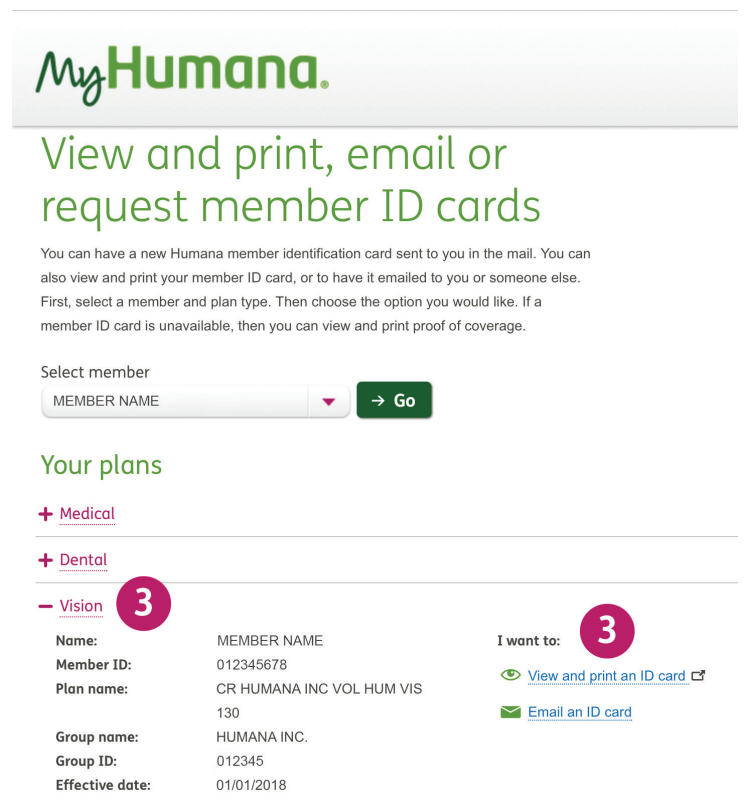 MyHumana®
View and print, email or
request member ID cards
You can have a new Humana member identification card sent to you in the mail. You can
also view and print your member ID card, or to have it emailed to you or someone else.
First, select a member and plan type. Then choose the option you would like. If a
member ID card is unavailable, then you can view and print proof of coverage.
Select member
MEMBER NAME
→ Go
Your plans
+ Medical
+ Dental
− Vision 3
Name: MEMBER NAME
Member ID: 012345678
Plan name: CR HUMANA INC VOL HUM VIS
130
Group name: HUMANA INC.
Group ID: 012345
Effective date: 01/01/2018
I want to: 3
View and print an ID card
Email an ID card